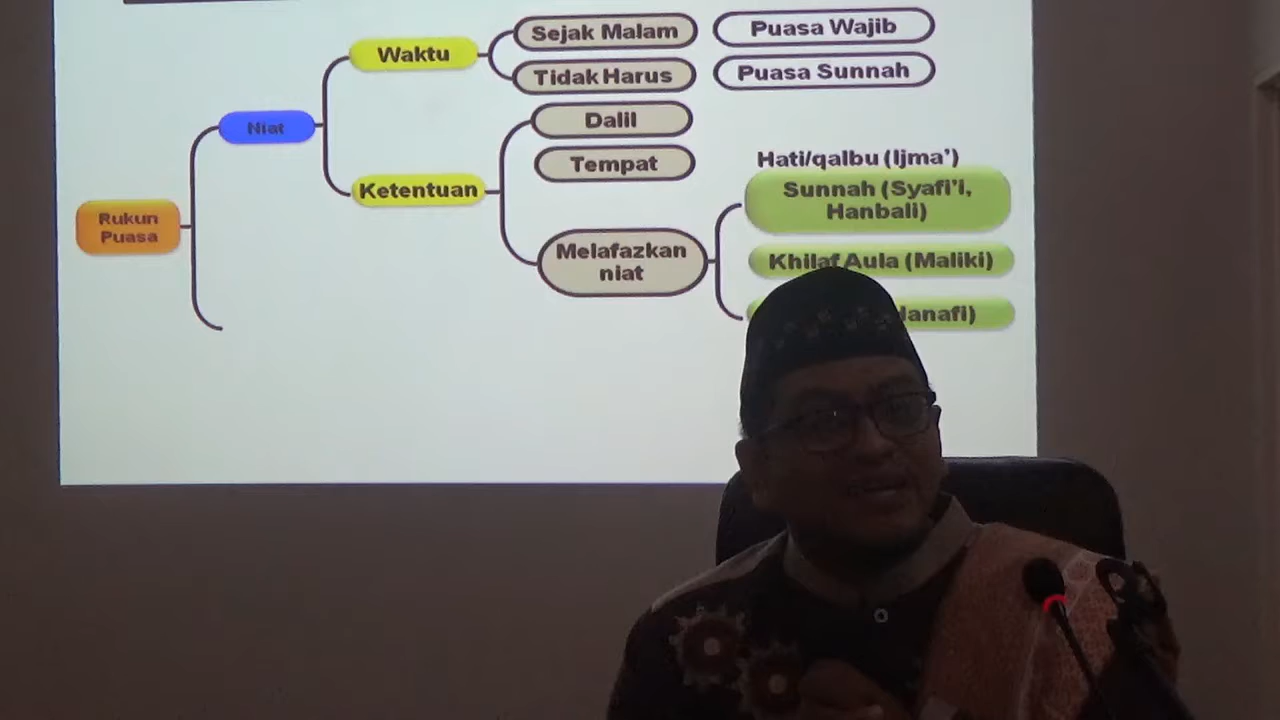 Sejak Malam
Puasa Wajib
Waktu
Tidak Harus
Puasa Sunnah
Niat
Dalil
Tempat
Hati/qalbu (Ijma’)
Ketentuan
Sunnah (Syafi’I,
Hanbali)
Rukun
Puasa
Melafazkan
niat
Khilaf Aula (Maliki)